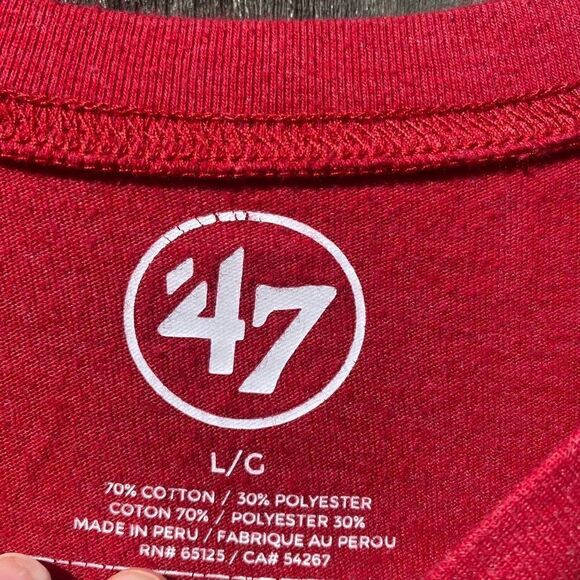 '47
L/G
70% COTTON / 30% POLYESTER
COTON 70% / POLYESTER 30%
MADE IN PERU / FABRIQUE AU PEROU
RN# 65125 / CA# 54267